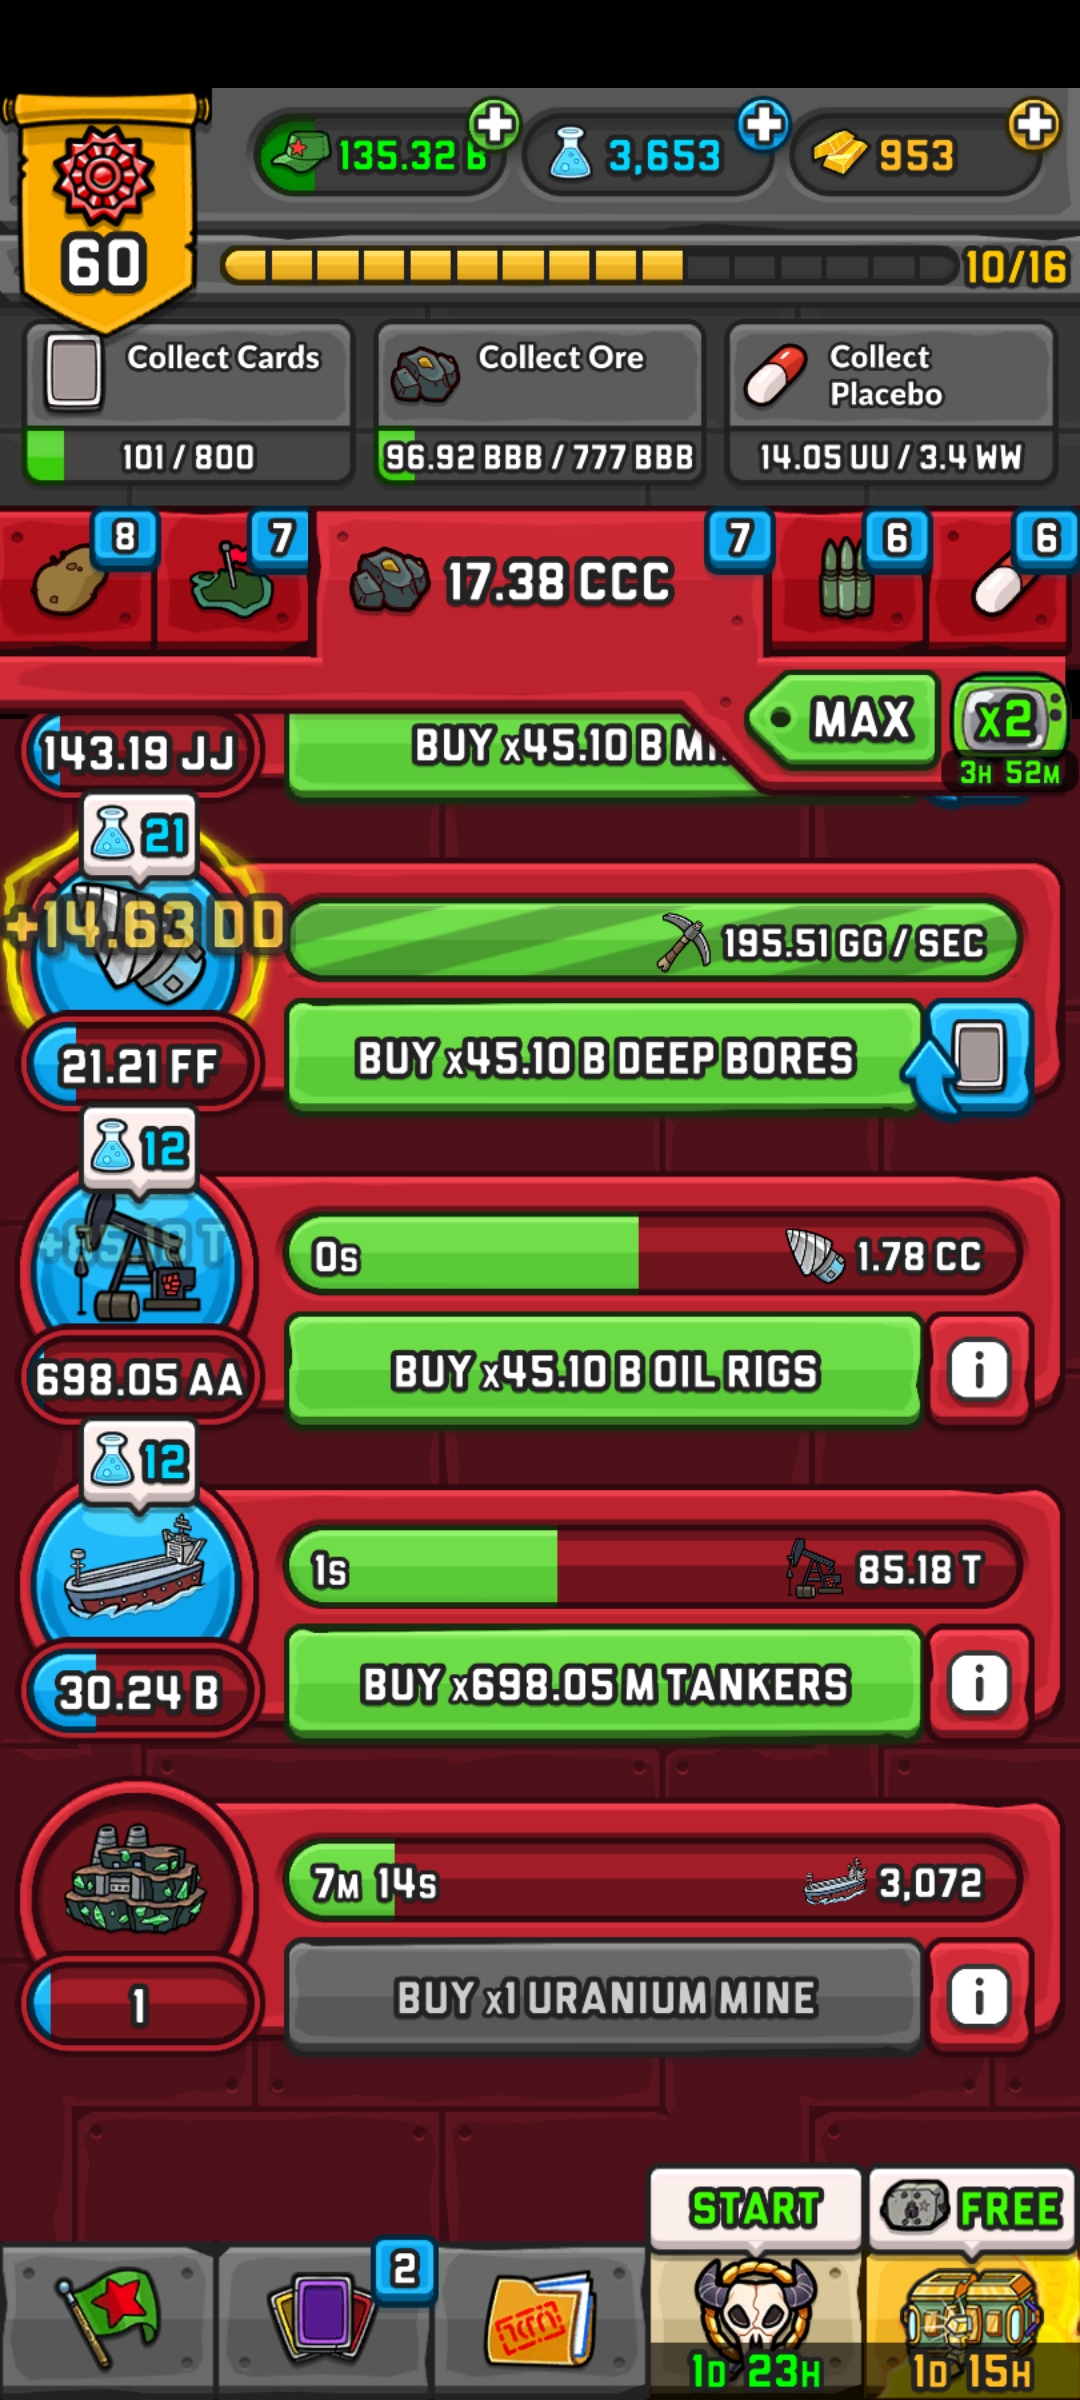 135.32 B
3,653
953
60
10/16
Collect Cards
101 / 800
Collect Ore
96.92 BBB / 777 BBB
Collect
Placebo
14.05 UU / 3.4 WW
8
7
17.38 CCC
7
6
6
MAX
x2
3H 52M
143.19 JJ
BUY x45.10 B
21
+14.63 DD
195.51 GG / SEC
21.21 FF
BUY x45.10 B DEEP BORES
12
+85.18 T
0s
1.78 CC
698.05 AA
BUY x45.10 B OIL RIGS
12
1s
85.18 T
30.24 B
BUY x698.05 M TANKERS
7M 14s
3,072
1
BUY x1 URANIUM MINE
START
FREE
2
1D 23H
1D 15H